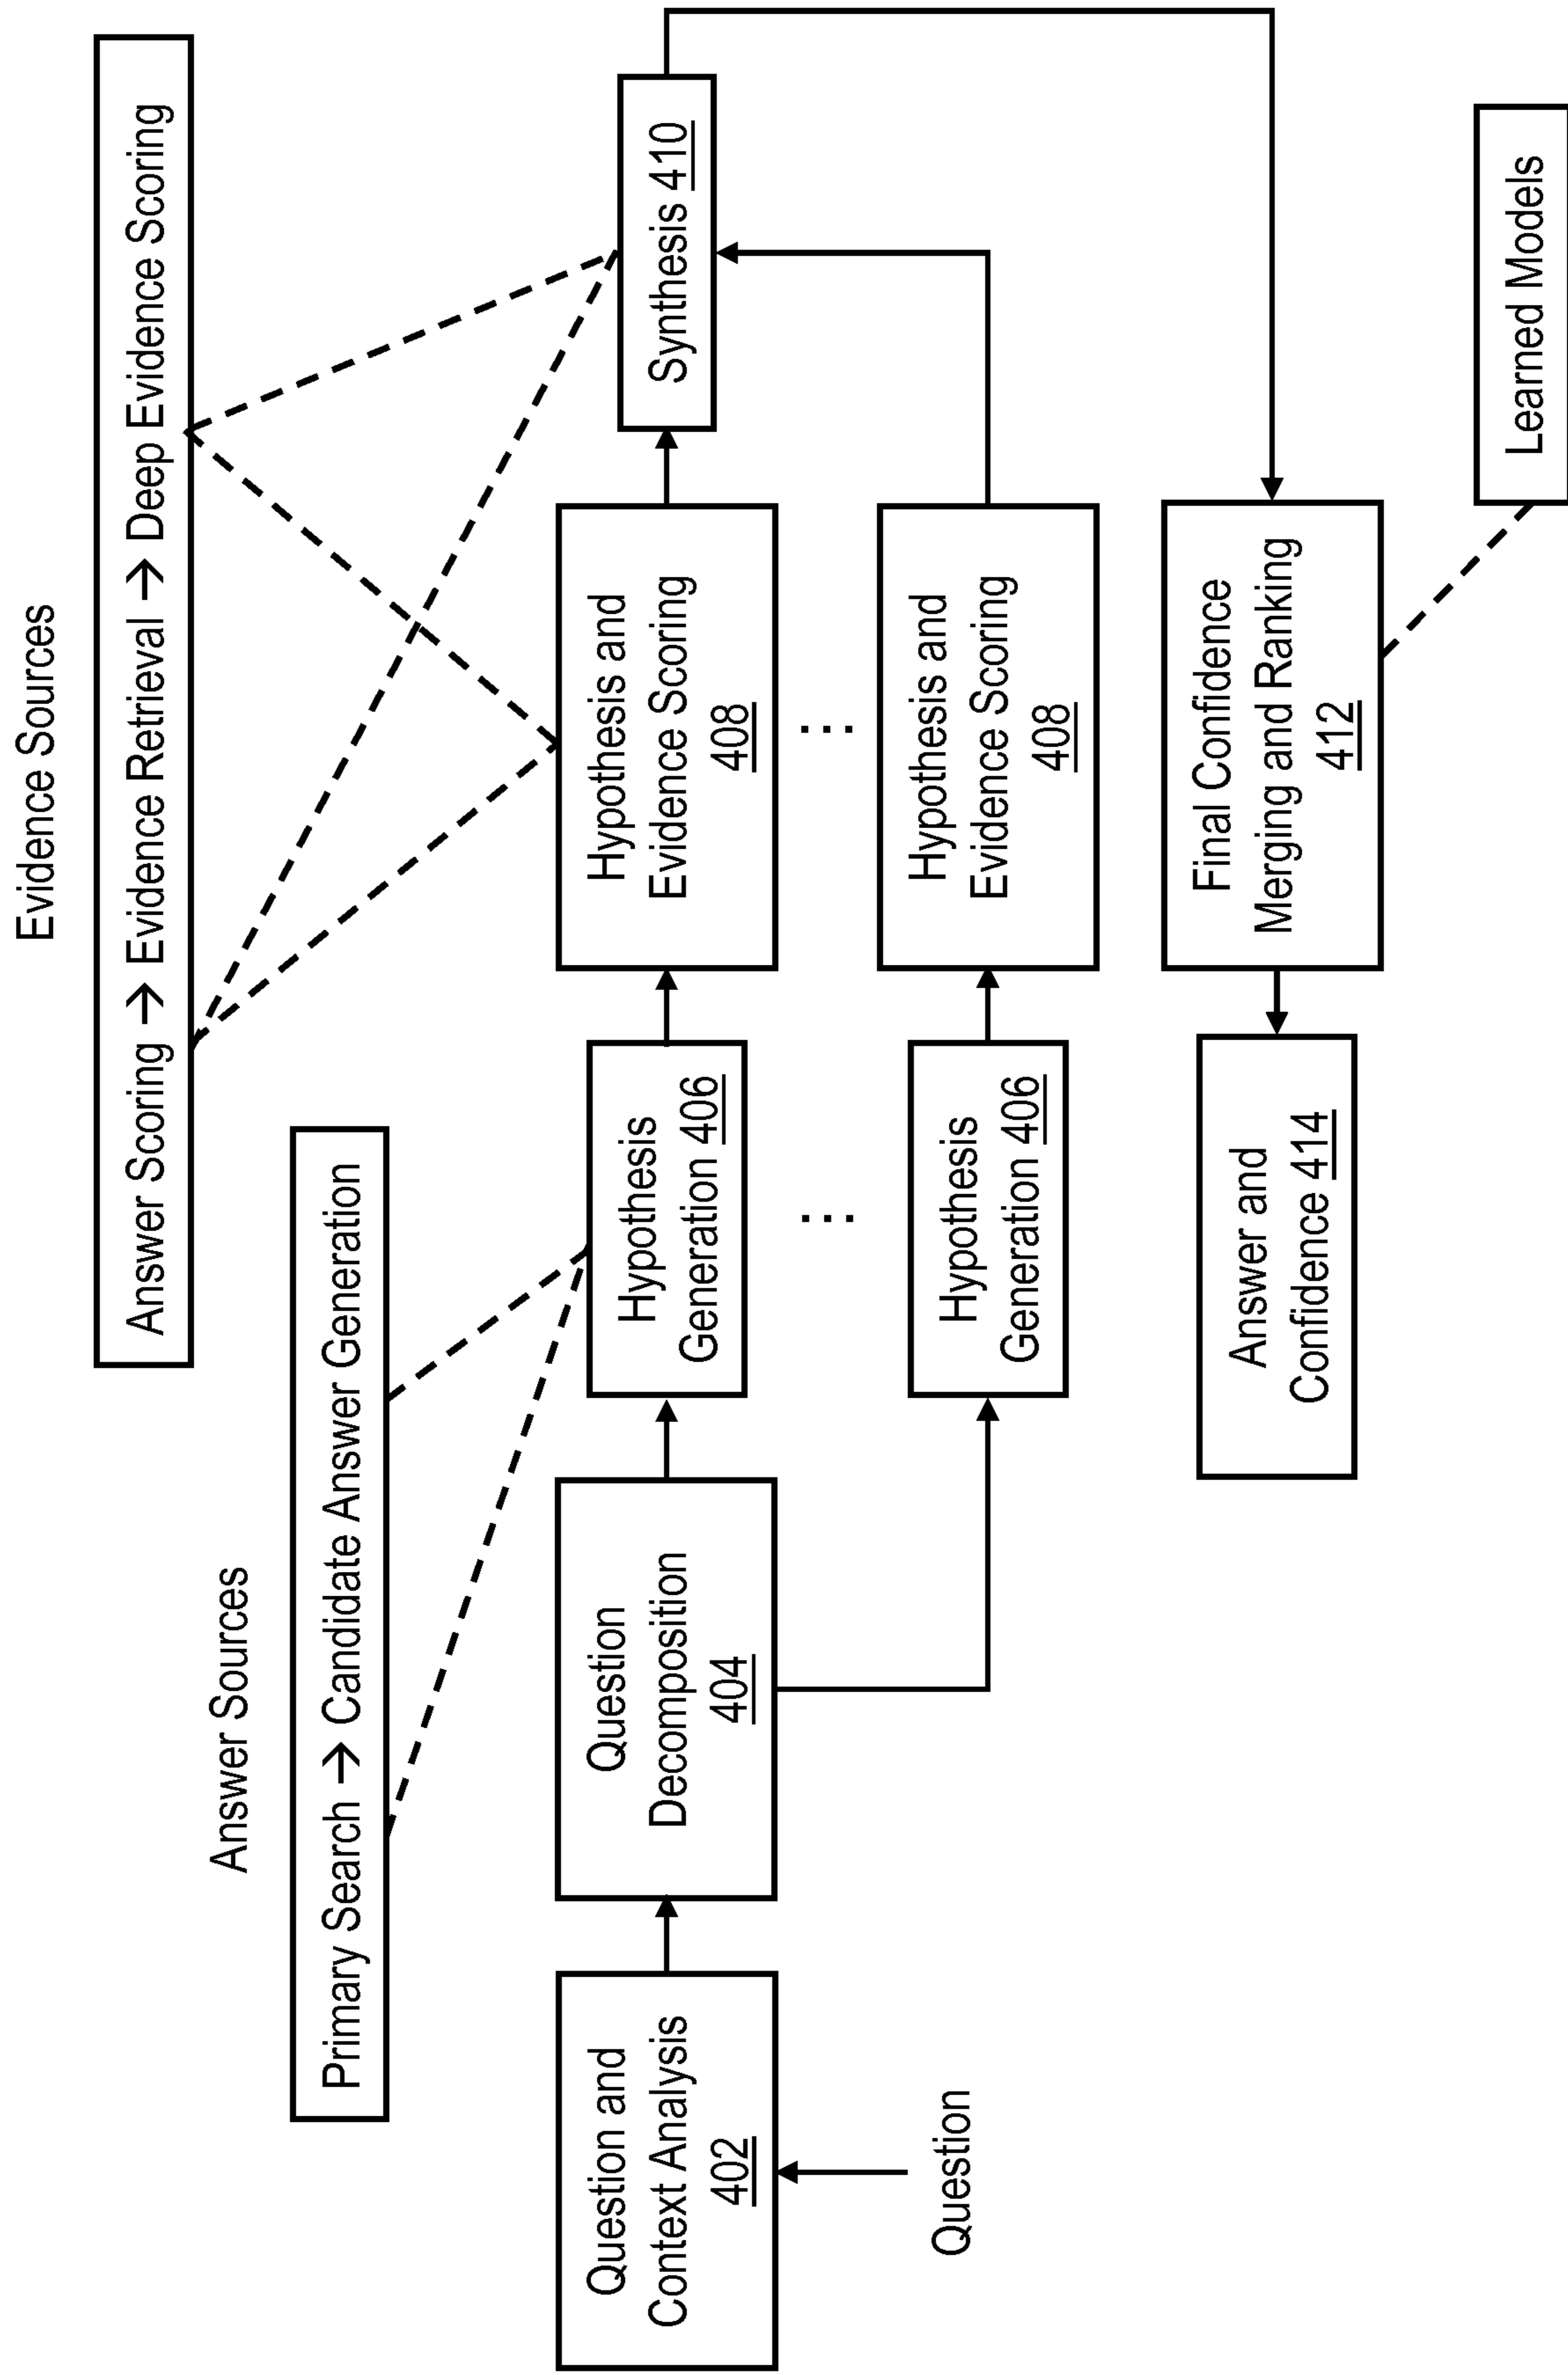 Evidence Sources
Answer Scoring → Evidence Retrieval → Deep Evidence Scoring
Answer Sources
Primary Search → Candidate Answer Generation
Question and
Context Analysis
402
Question
Decomposition
404
Hypothesis
Generation 406
Hypothesis and
Evidence Scoring
408
Synthesis 410
...
...
Question
Hypothesis
Generation 406
Hypothesis and
Evidence Scoring
408
Answer and
Confidence 414
Final Confidence
Merging and Ranking
412
Learned Models